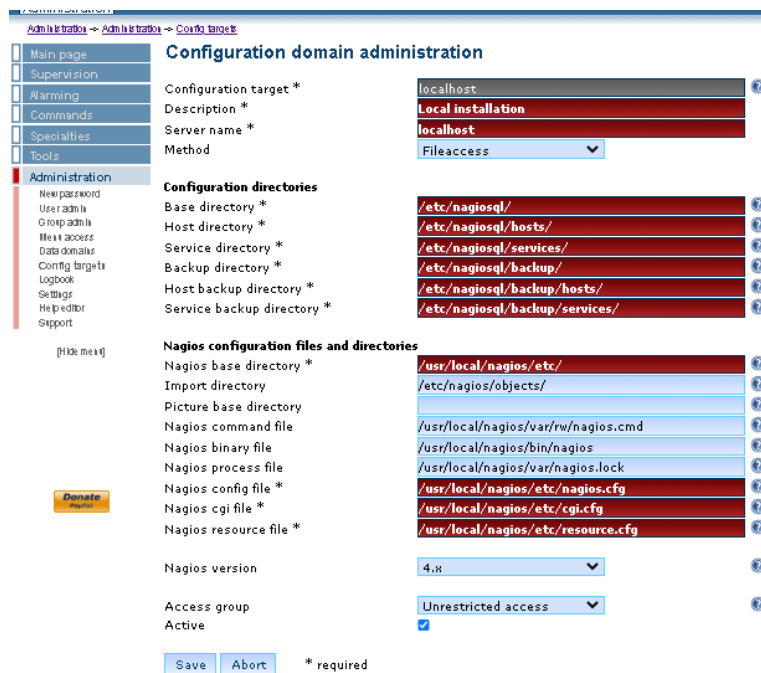 Administration
Administration -> Administration -> Config targets
Main page
Supervision
Alarming
Commands
Specialties
Tools
Administration
New password
User admin
Group admin
Menu access
Data domains
Config targets
Logbook
Settings
Help editor
Support
[Hide menu]
Donate
PayPal
Configuration domain administration
Configuration target * localhost
Description * Local installation
Server name * localhost
Method Fileaccess
Configuration directories
Base directory * /etc/nagiosql/
Host directory * /etc/nagiosql/hosts/
Service directory * /etc/nagiosql/services/
Backup directory * /etc/nagiosql/backup/
Host backup directory * /etc/nagiosql/backup/hosts/
Service backup directory * /etc/nagiosql/backup/services/
Nagios configuration files and directories
Nagios base directory * /usr/local/nagios/etc/
Import directory /etc/nagios/objects/
Picture base directory
Nagios command file /usr/local/nagios/var/rw/nagios.cmd
Nagios binary file /usr/local/nagios/bin/nagios
Nagios process file /usr/local/nagios/var/nagios.lock
Nagios config file * /usr/local/nagios/etc/nagios.cfg
Nagios cgi file * /usr/local/nagios/etc/cgi.cfg
Nagios resource file * /usr/local/nagios/etc/resource.cfg
Nagios version 4.x
Access group Unrestricted access
Active
Save Abort * required